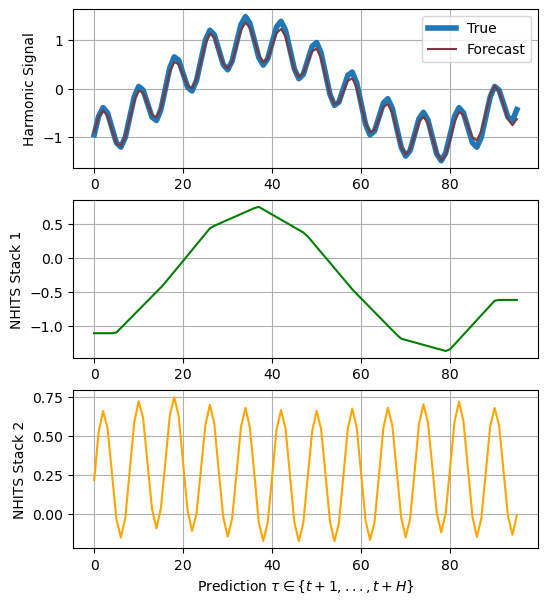 Harmonic Signal
1
0
−1
True
Forecast
0 20 40 60 80
NHITS Stack 1
0.5
0.0
−0.5
−1.0
0 20 40 60 80
NHITS Stack 2
0.75
0.50
0.25
0.00
0 20 40 60 80
Prediction τ ∈ {t + 1, . . . , t + H}